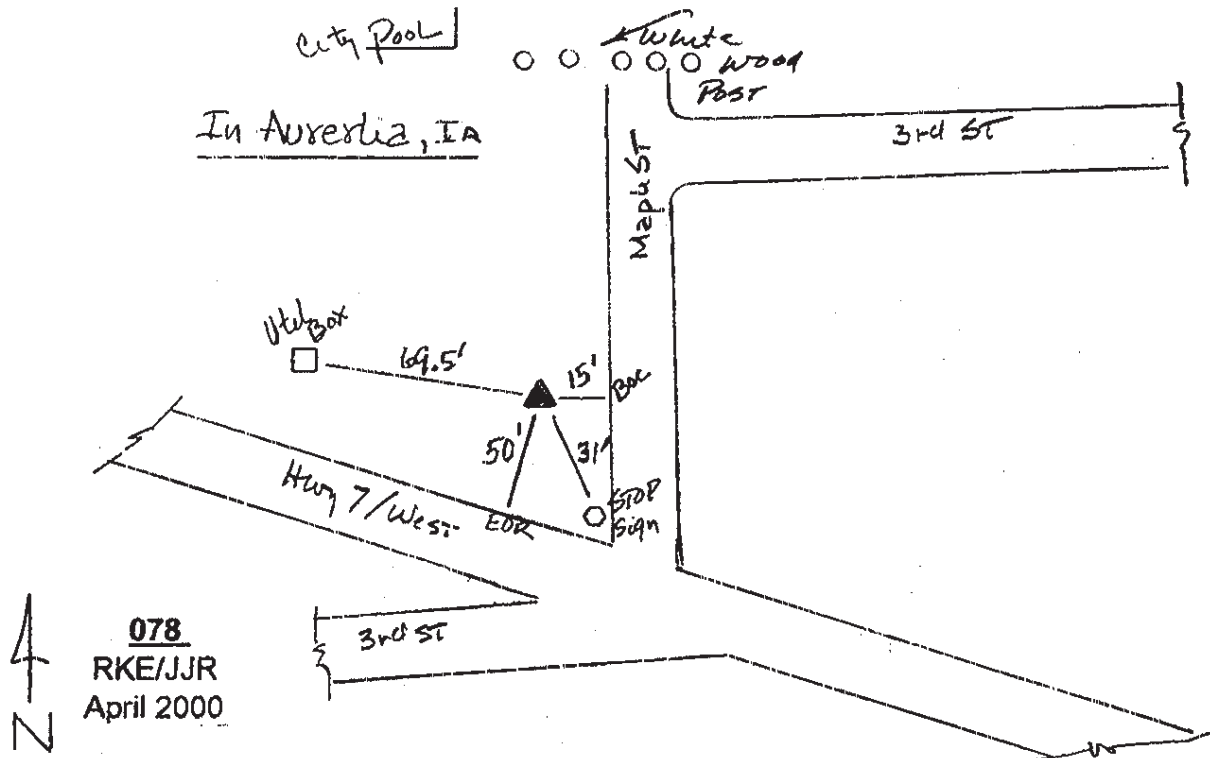 City Pool
White
wood
Post
In Aurerlia, IA
3rd ST
Maple ST
Util
Box
69.5'
15'
BOC
50'
31'
Hwy 7/West
EOR
STOP
Sign
3rd ST
078
RKE/JJR
April 2000
N